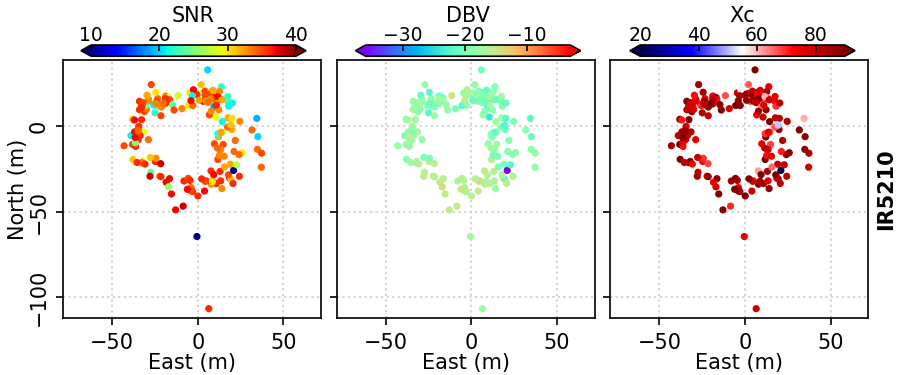 SNR DBV Xc
10 20 30 40 −30 −20 −10 20 40 60 80
0
−50
−100
North (m)
−50 0 50 −50 0 50 −50 0 50
East (m) East (m) East (m)
IR5210